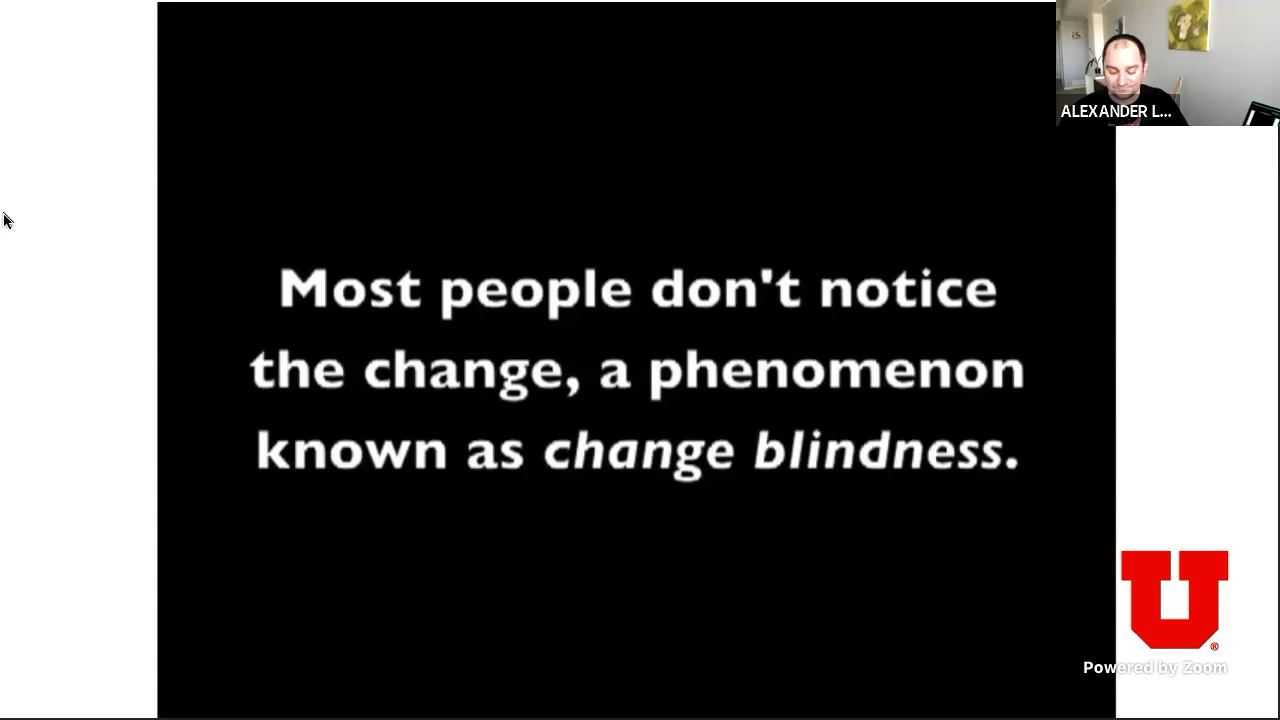 ALEXANDER L...
Most people don't notice
the change, a phenomenon
known as change blindness.
U
®
Powered by Zoom